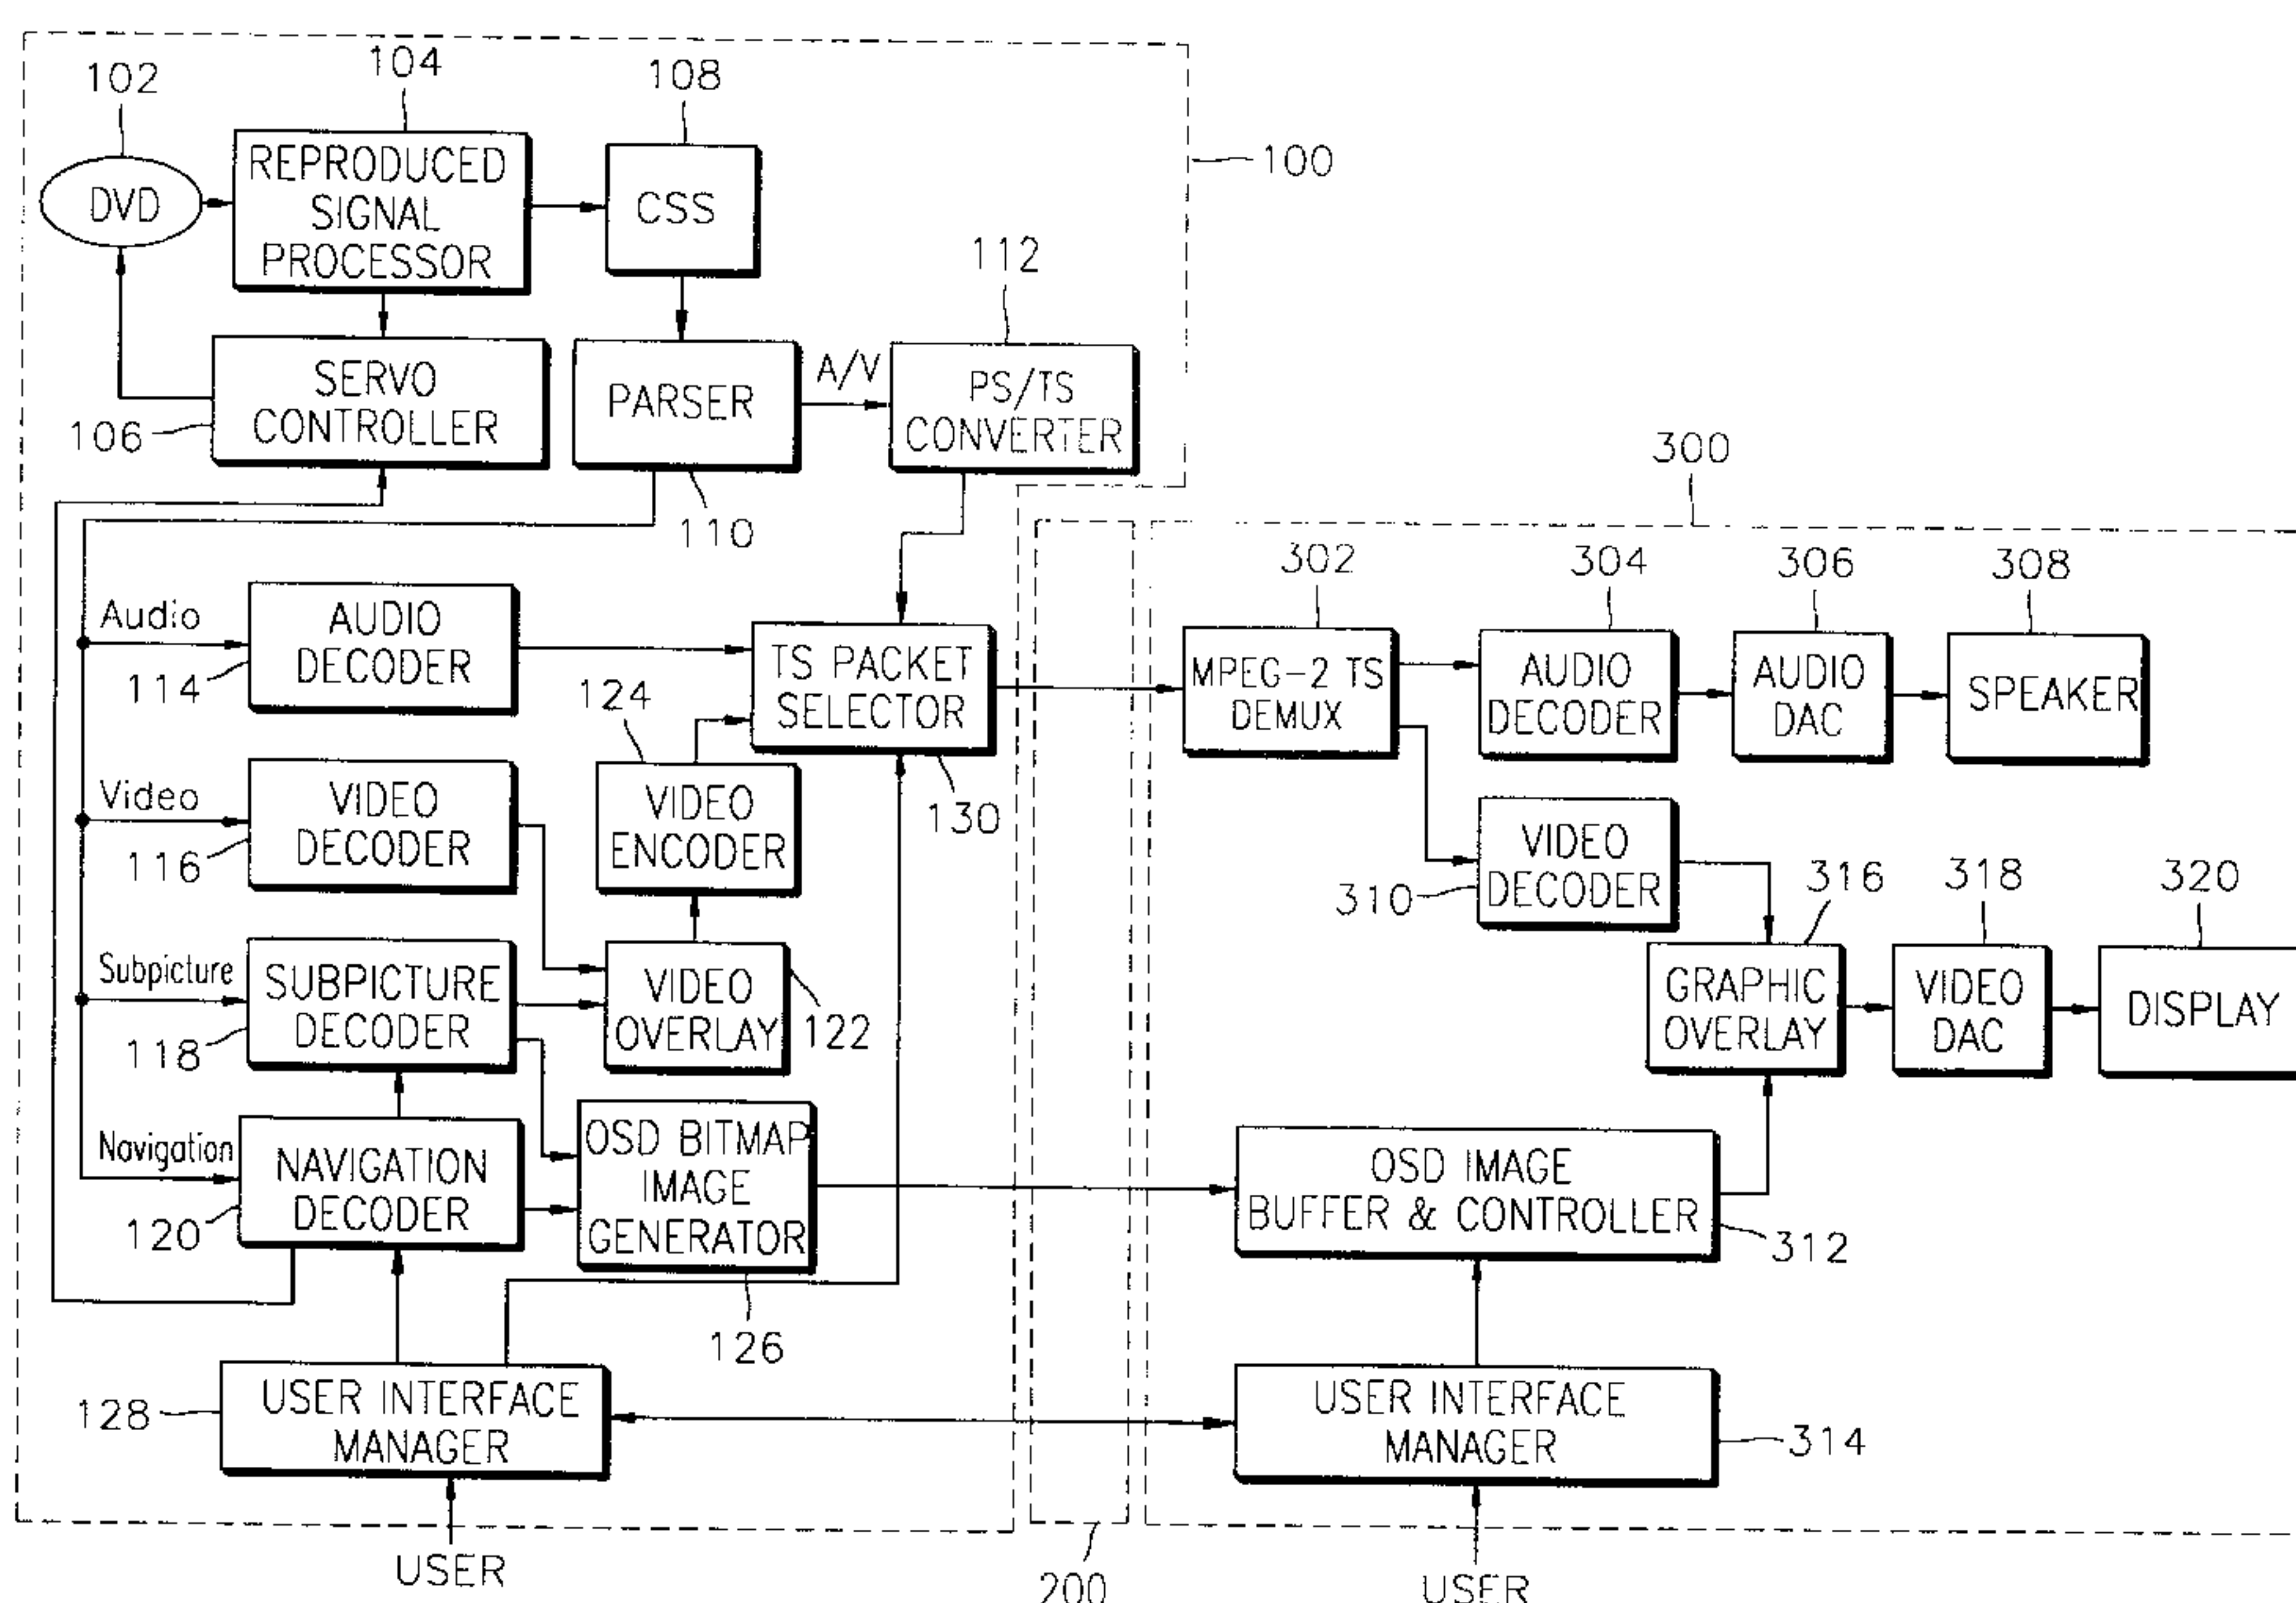 102
104
108
100
DVD
REPRODUCED
SIGNAL
PROCESSOR
CSS
112
SERVO
CONTROLLER
106
PARSER
110
A/V
PS/TS
CONVERTER
300
Audio
AUDIO
DECODER
114
TS PACKET
SELECTOR
130
124
VIDEO
ENCODER
Video
VIDEO
DECODER
116
Subpicture
SUBPICTURE
DECODER
118
VIDEO
OVERLAY
122
Navigation
NAVIGATION
DECODER
120
OSD BITMAP
IMAGE
GENERATOR
126
128
USER INTERFACE
MANAGER
USER
200
302
304
306
308
MPEG-2 TS
DEMUX
AUDIO
DECODER
AUDIO
DAC
SPEAKER
310
VIDEO
DECODER
316
318
320
GRAPHIC
OVERLAY
VIDEO
DAC
DISPLAY
OSD IMAGE
BUFFER & CONTROLLER
312
USER INTERFACE
MANAGER
314
USER